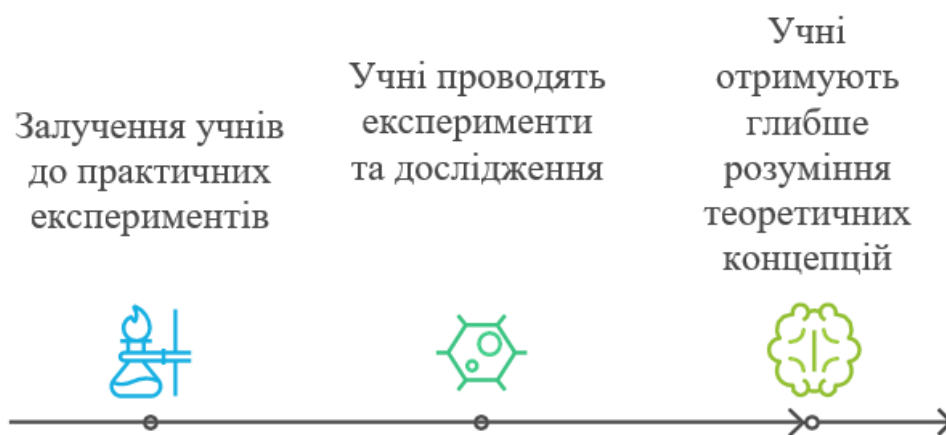 Залучення учнів
до практичних
експериментів
Учні проводять
експерименти
та дослідження
Учні
отримують
глибше
розуміння
теоретичних
концепцій